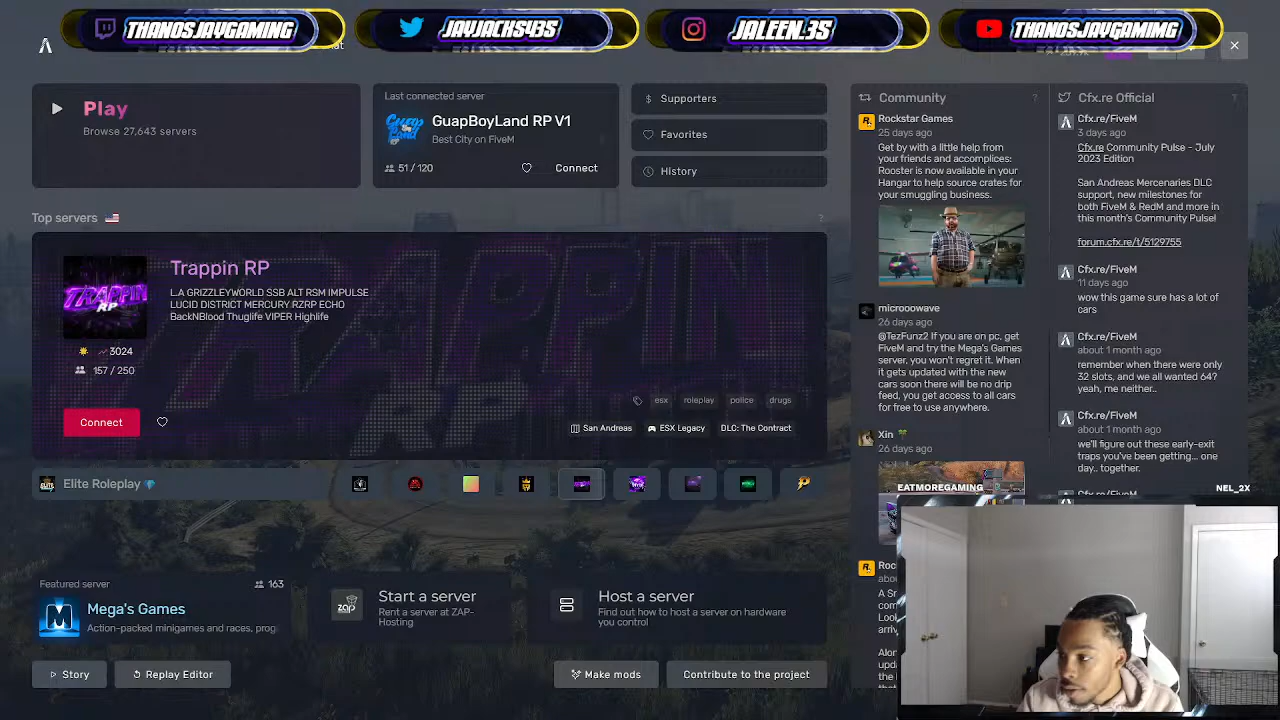 THANOSJAYGAMING
JAYJACKS43S
JALEEN.3S
THANOSJAYGAMIMG
Play
Browse 27,643 servers
Last connected server
GUAP LAND
GuapBoyLand RP V1
Best City on FiveM
51 / 120
Connect
Supporters
Favorites
History
Top servers
?
TRAPPIN RP
Trappin RP
L.A GRIZZLEYWORLD SSB ALT RSM IMPULSE
LUCID DISTRICT MERCURY RZRP ECHO
BackNBlood Thuglife VIPER Highlife
3024
157 / 250
Connect
esx
roleplay
police
drugs
San Andreas
ESX Legacy
DLC: The Contract
Elite Roleplay
Featured server
163
Mega's Games
Action-packed minigames and races, prog
ZAP
Start a server
Rent a server at ZAP-
Hosting
Host a server
Find out how to host a server on hardware
you control
Story
Replay Editor
Make mods
Contribute to the project
Community
?
Rockstar Games
25 days ago
Get by with a little help from
your friends and accomplices:
Rooster is now available in your
Hangar to help source crates for
your smuggling business.
microoowave
26 days ago
@TezFunz2 If you are on pc, get
FiveM and try the Mega's Games
server, you won't regret it. When
it gets updated with the new
cars soon there will be no drip
feed, you get access to all cars
for free to use anywhere.
Xin
26 days ago
EATMOREGAMING
Cfx.re Official
?
Cfx.re/FiveM
3 days ago
Cfx.re Community Pulse - July
2023 Edition
San Andreas Mercenaries DLC
support, new milestones for
both FiveM & RedM and more in
this month's Community Pulse!
forum.cfx.re/t/5129755
Cfx.re/FiveM
11 days ago
wow this game sure has a lot of
cars
Cfx.re/FiveM
about 1 month ago
remember when there were only
32 slots, and we all wanted 64?
yeah, me neither..
Cfx.re/FiveM
about 1 month ago
we'll figure out these early-exit
traps you've been getting... one
day.. together.
NEL_2X